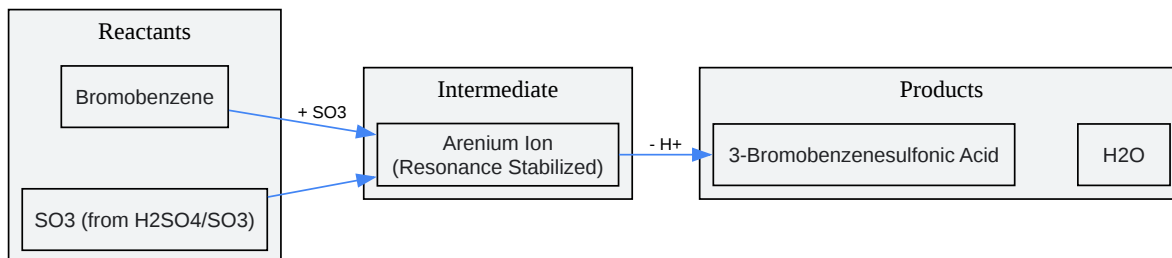 Reactants
Bromobenzene
SO3 (from H2SO4/SO3)
+ SO3
Intermediate
Arenium Ion
(Resonance Stabilized)
- H+
Products
3-Bromobenzenesulfonic Acid
H2O